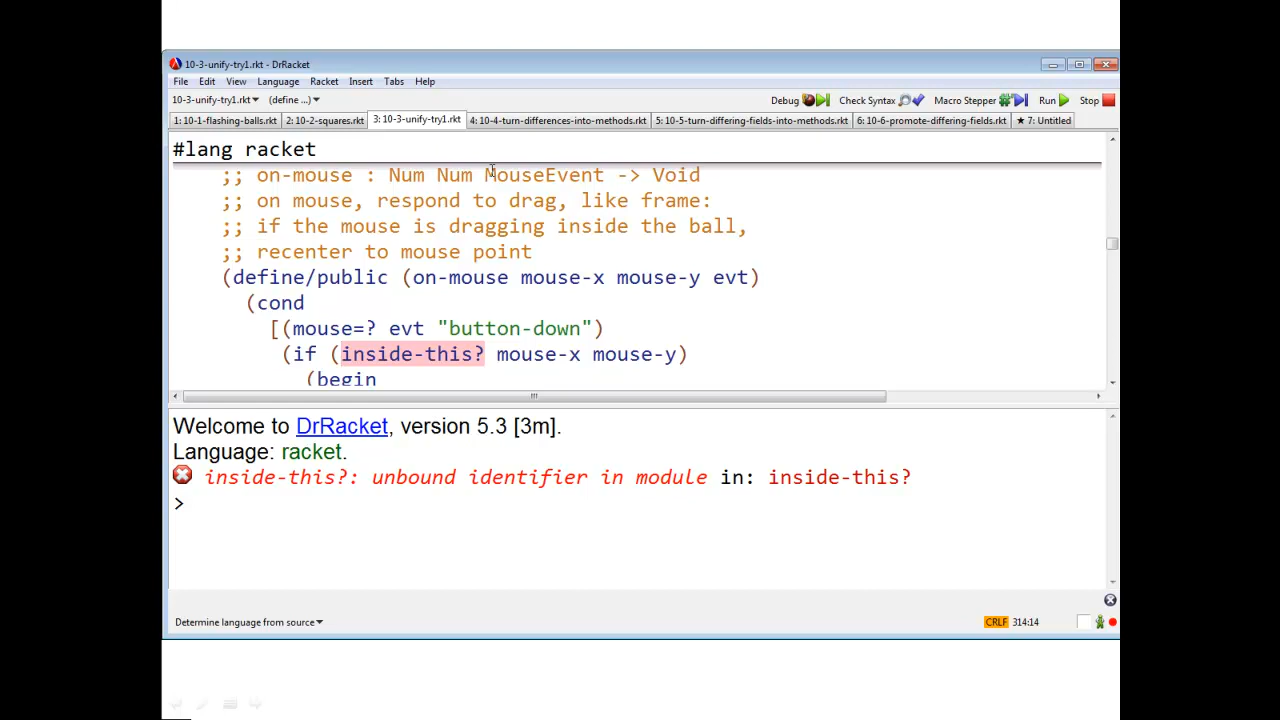 10-3-unify-try1.rkt - DrRacket
File Edit View Language Racket Insert Tabs Help
10-3-unify-try1.rkt▾ (define ...)▾ Debug Check Syntax Macro Stepper Run Stop
1: 10-1-flashing-balls.rkt 2: 10-2-squares.rkt 3: 10-3-unify-try1.rkt 4: 10-4-turn-differences-into-methods.rkt 5: 10-5-turn-differing-fields-into-methods.rkt 6: 10-6-promote-differing-fields.rkt ★ 7: Untitled
#lang racket
;; on-mouse : Num Num MouseEvent -> Void
;; on mouse, respond to drag, like frame:
;; if the mouse is dragging inside the ball,
;; recenter to mouse point
(define/public (on-mouse mouse-x mouse-y evt)
(cond
[(mouse=? evt "button-down")
(if (inside-this? mouse-x mouse-y)
(begin
Welcome to DrRacket, version 5.3 [3m].
Language: racket.
inside-this?: unbound identifier in module in: inside-this?
>
Determine language from source▾ CRLF 314:14